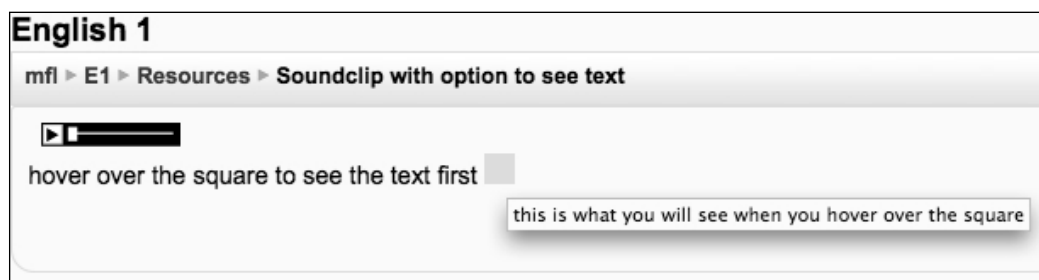 English 1
mfl ▶ E1 ▶ Resources ▶ Soundclip with option to see text
hover over the square to see the text first
this is what you will see when you hover over the square